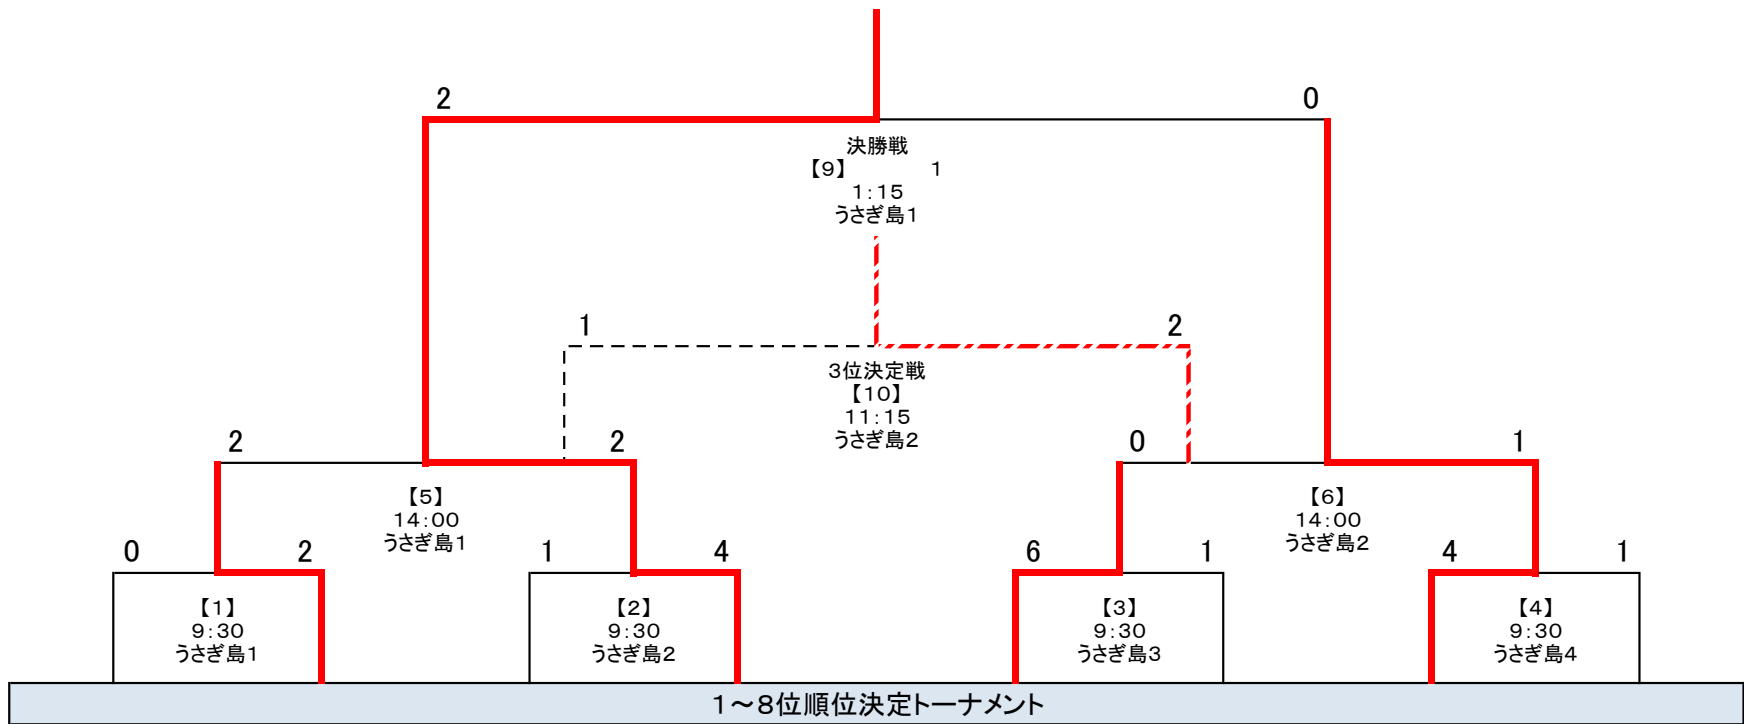 2 0
決勝戦
【9】 1
1:15
うさぎ島1
1 2
3位決定戦
【10】
11:15
うさぎ島2
2 2 0 1
【5】 【6】
14:00 14:00
うさぎ島1 うさぎ島2
0 2 1 4 6 1 4 1
【1】 【2】 【3】 【4】
9:30 9:30 9:30 9:30
うさぎ島1 うさぎ島2 うさぎ島3 うさぎ島4
1～8位順位決定トーナメント